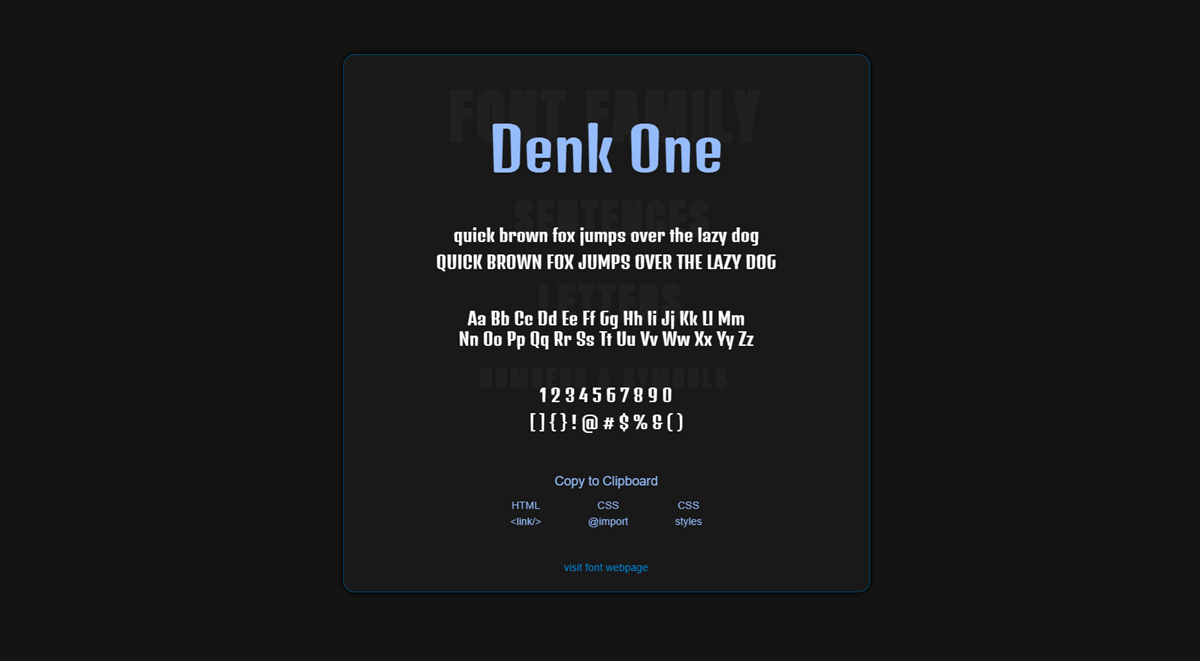 FONT FAMILY
Denk One
SENTENCES
quick brown fox jumps over the lazy dog
QUICK BROWN FOX JUMPS OVER THE LAZY DOG
LETTERS
Aa Bb Cc Dd Ee Ff Gg Hh Ii Jj Kk Ll Mm
Nn Oo Pp Qq Rr Ss Tt Uu Vv Ww Xx Yy Zz
NUMBERS & SYMBOLS
1 2 3 4 5 6 7 8 9 0
[ ] { } ! @ # $ % & ( )
Copy to Clipboard
HTML CSS CSS
<link/> @import styles
visit font webpage